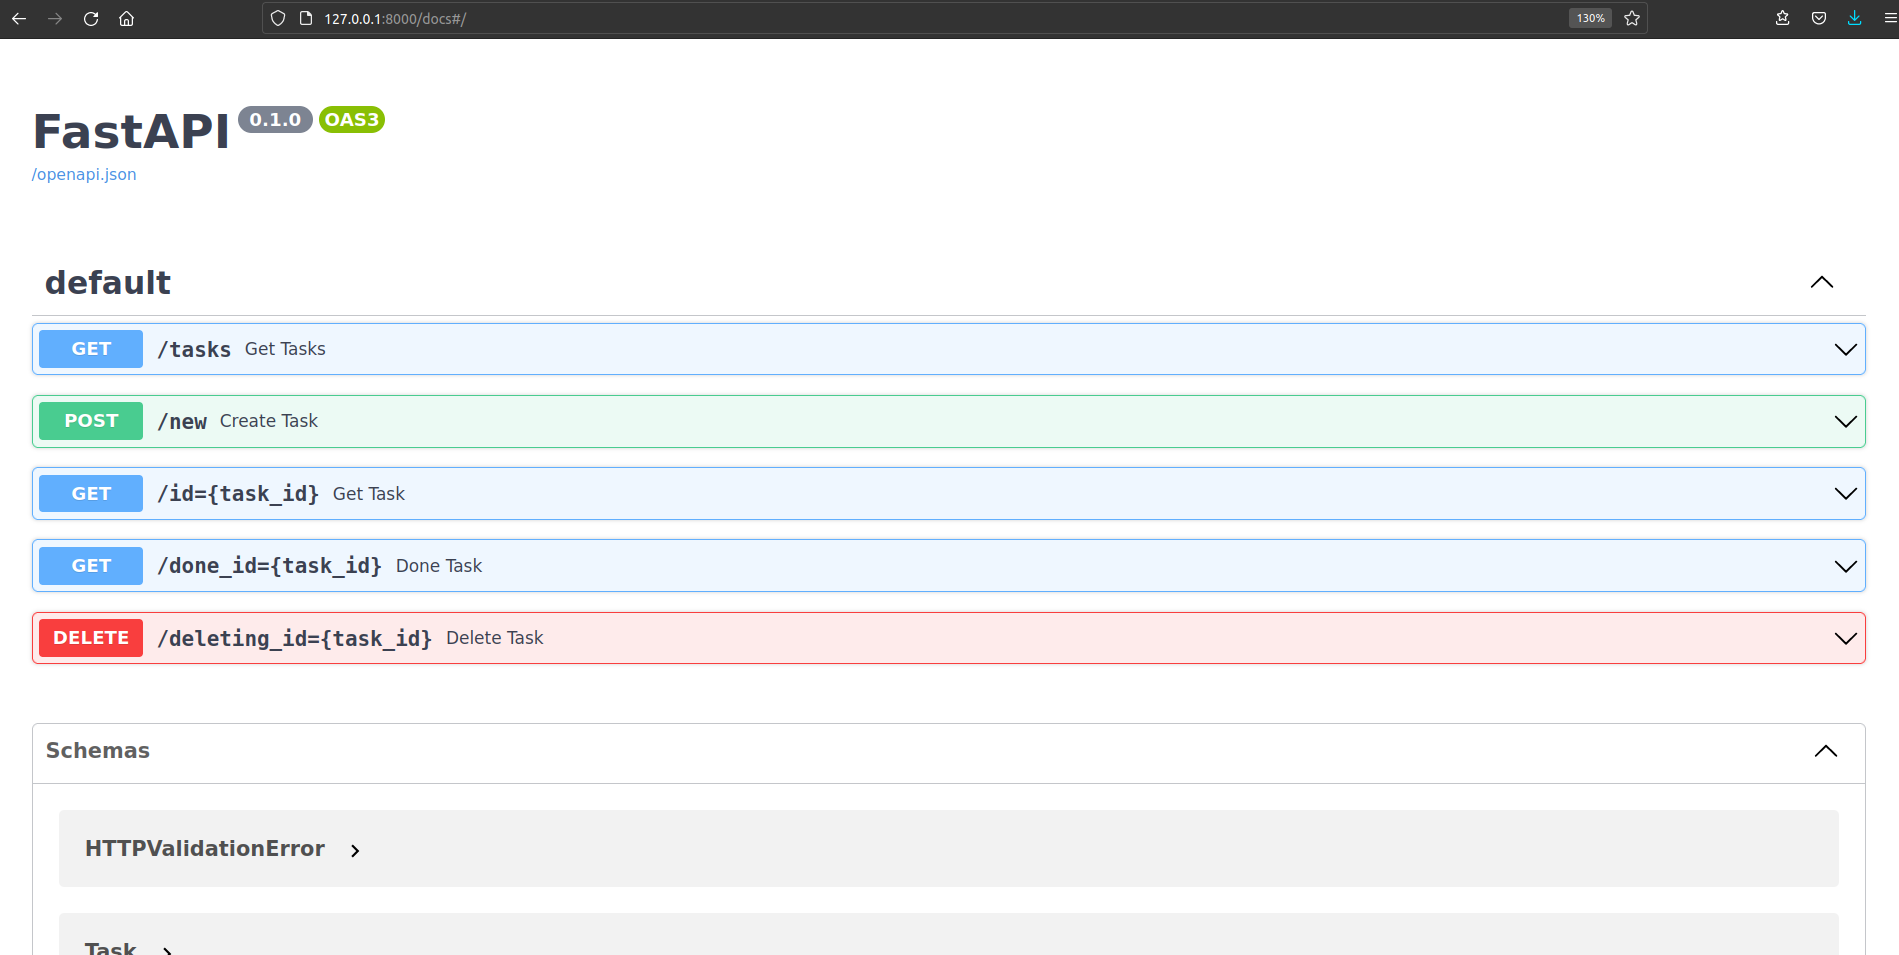 127.0.0.1:8000/docs#/ 130%
FastAPI 0.1.0 OAS3
/openapi.json
default
GET /tasks Get Tasks
POST /new Create Task
GET /id={task_id} Get Task
GET /done_id={task_id} Done Task
DELETE /deleting_id={task_id} Delete Task
Schemas
HTTPValidationError
Task